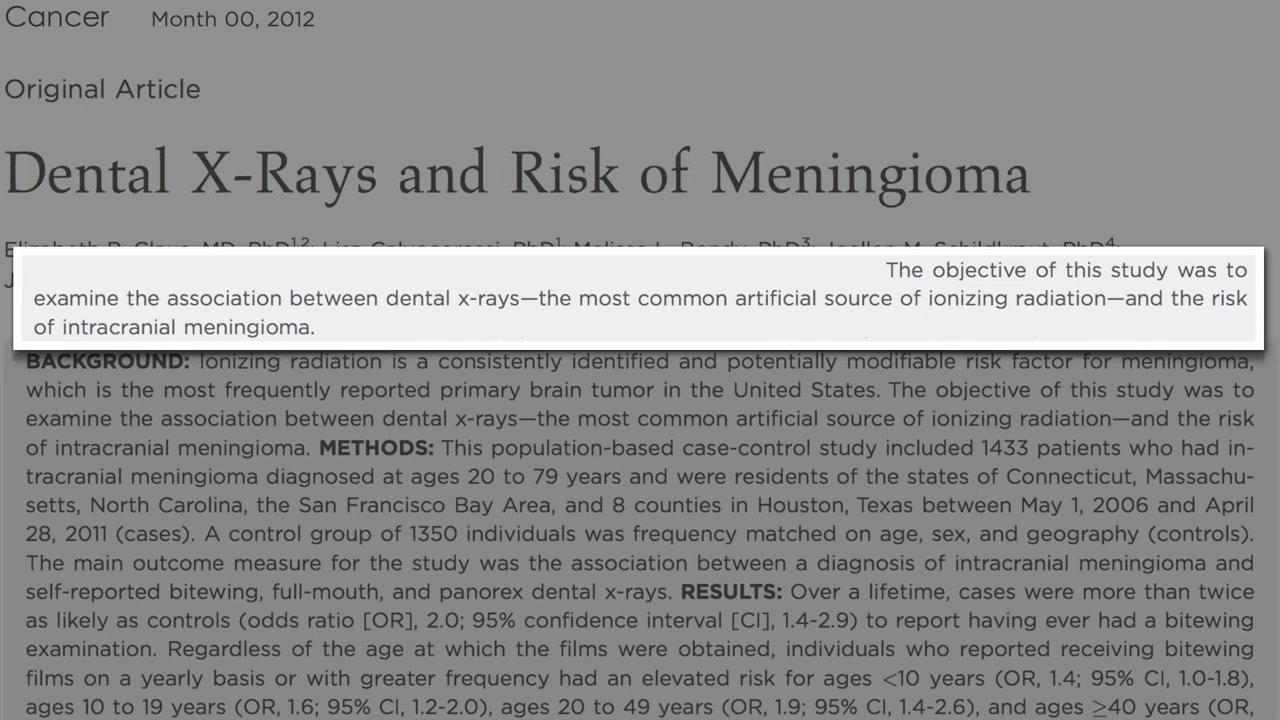 Cancer Month 00, 2012
Original Article
Dental X-Rays and Risk of Meningioma
The objective of this study was to
examine the association between dental x-rays—the most common artificial source of ionizing radiation—and the risk
of intracranial meningioma.
BACKGROUND: Ionizing radiation is a consistently identified and potentially modifiable risk factor for meningioma,
which is the most frequently reported primary brain tumor in the United States. The objective of this study was to
examine the association between dental x-rays—the most common artificial source of ionizing radiation—and the risk
of intracranial meningioma. METHODS: This population-based case-control study included 1433 patients who had in-
tracranial meningioma diagnosed at ages 20 to 79 years and were residents of the states of Connecticut, Massachu-
setts, North Carolina, the San Francisco Bay Area, and 8 counties in Houston, Texas between May 1, 2006 and April
28, 2011 (cases). A control group of 1350 individuals was frequency matched on age, sex, and geography (controls).
The main outcome measure for the study was the association between a diagnosis of intracranial meningioma and
self-reported bitewing, full-mouth, and panorex dental x-rays. RESULTS: Over a lifetime, cases were more than twice
as likely as controls (odds ratio [OR], 2.0; 95% confidence interval [CI], 1.4-2.9) to report having ever had a bitewing
examination. Regardless of the age at which the films were obtained, individuals who reported receiving bitewing
films on a yearly basis or with greater frequency had an elevated risk for ages <10 years (OR, 1.4; 95% CI, 1.0-1.8),
ages 10 to 19 years (OR, 1.6; 95% CI, 1.2-2.0), ages 20 to 49 years (OR, 1.9; 95% CI, 1.4-2.6), and ages ≥40 years (OR,